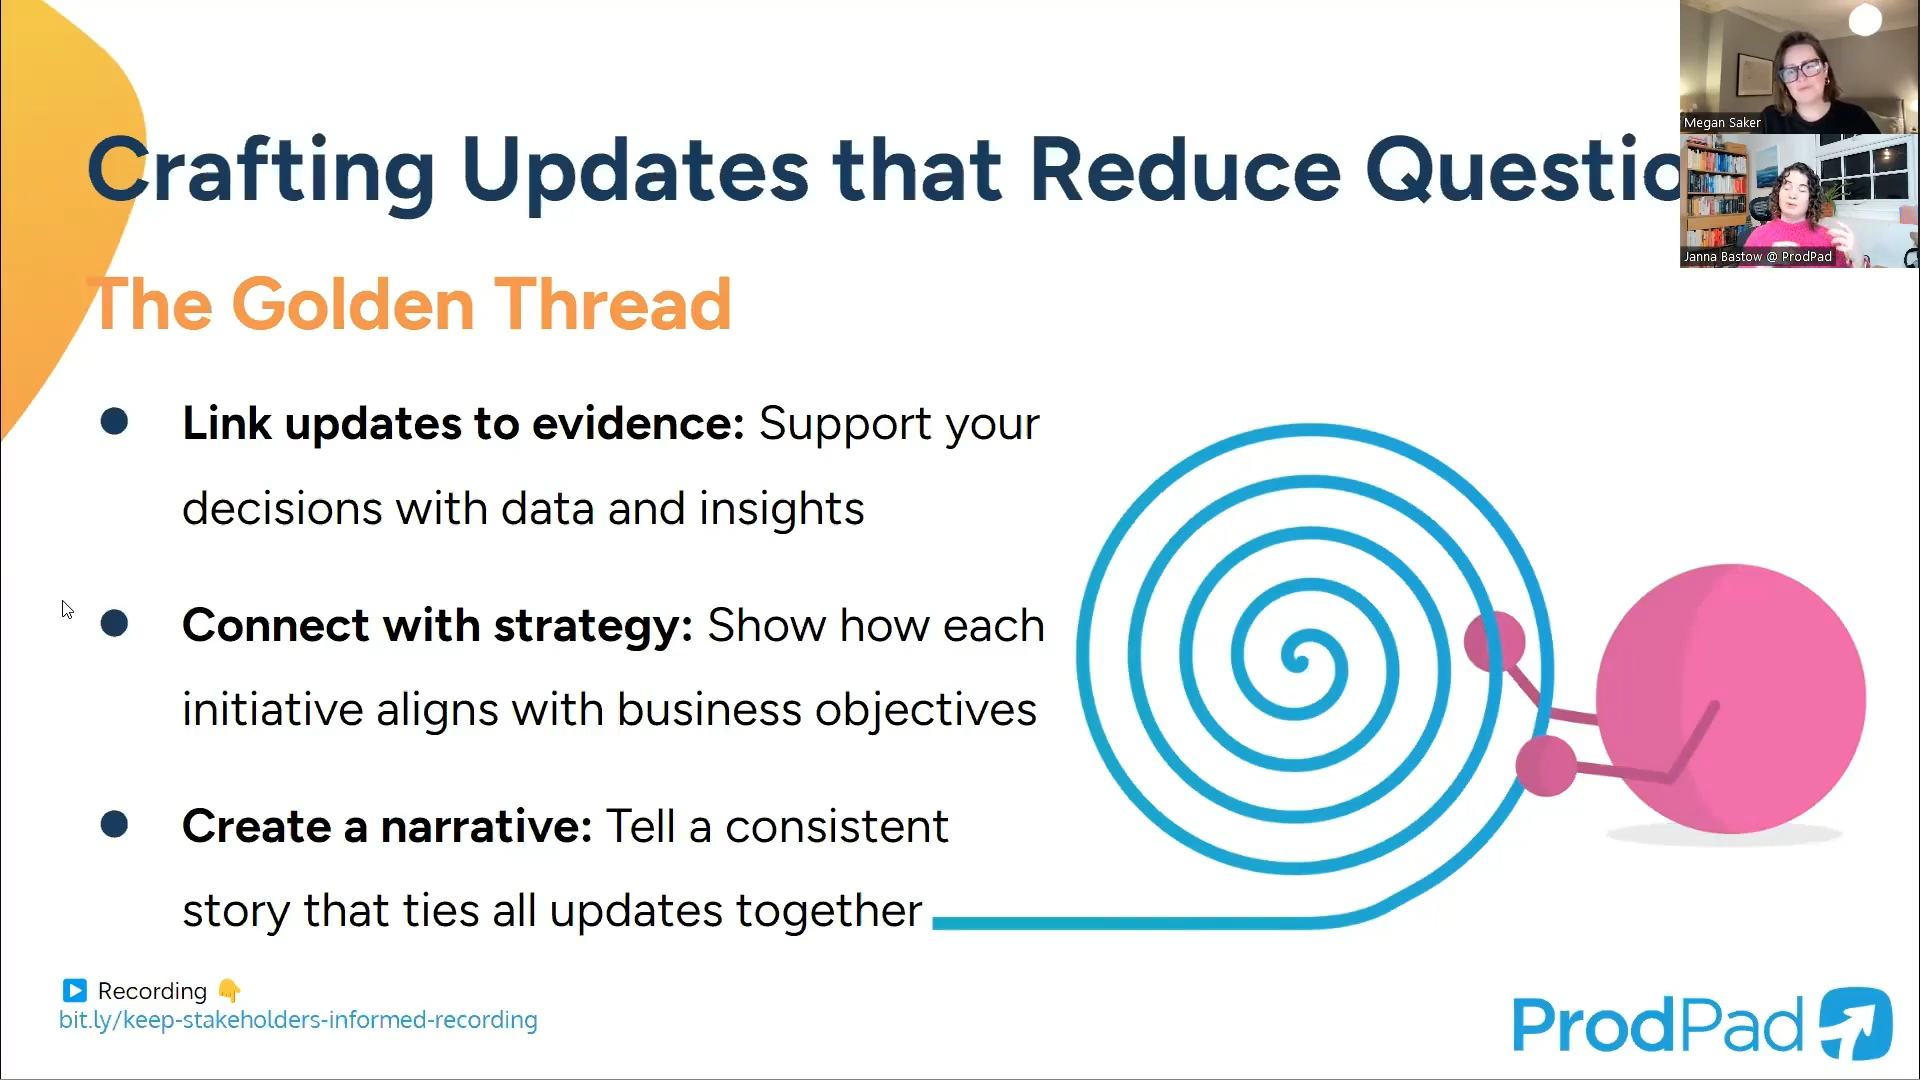 Crafting Updates that Reduce Questio
Megan Saker
Janna Bastow @ ProdPad
The Golden Thread
Link updates to evidence: Support your
decisions with data and insights
Connect with strategy: Show how each
initiative aligns with business objectives
Create a narrative: Tell a consistent
story that ties all updates together
Recording
bit.ly/keep-stakeholders-informed-recording
ProdPad